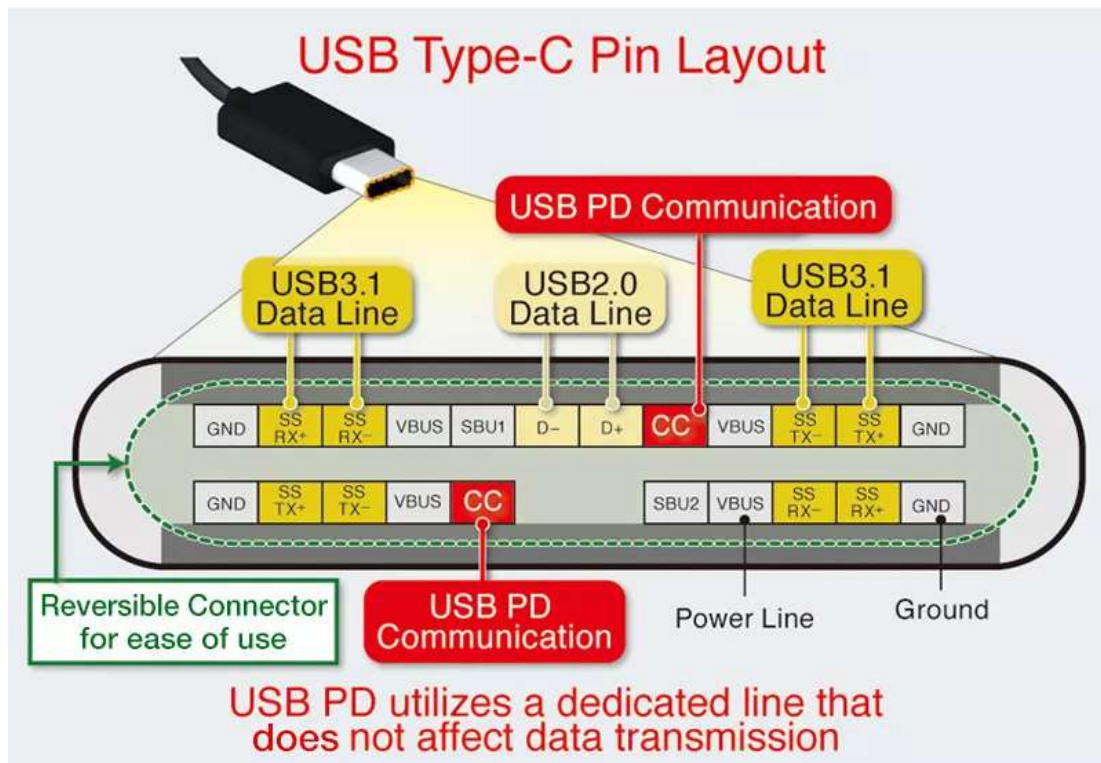 USB Type-C Pin Layout
USB PD Communication
USB3.1
Data Line
USB2.0
Data Line
USB3.1
Data Line
GND SS RX+ SS RX− VBUS SBU1 D− D+ CC VBUS SS TX− SS TX+ GND
GND SS TX+ SS TX− VBUS CC SBU2 VBUS SS RX− SS RX+ GND
Reversible Connector
for ease of use
USB PD
Communication
Power Line
Ground
USB PD utilizes a dedicated line that
does not affect data transmission